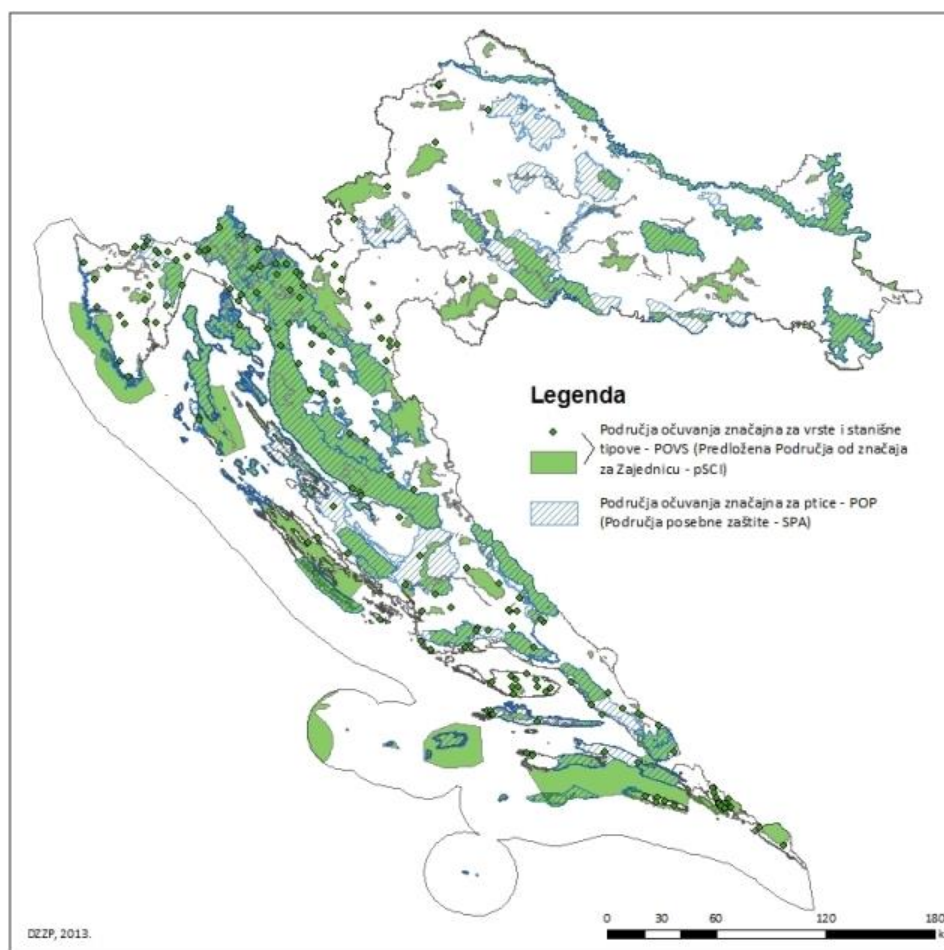 Legenda
Područja očuvanja značajna za vrste i stanišne
tipove - POVS (Predložena Područja od značaja
za Zajednicu - pSCI)
Područja očuvanja značajna za ptice - POP
(Područja posebne zaštite - SPA)
DZZP, 2013.
0 30 60 120 180
k